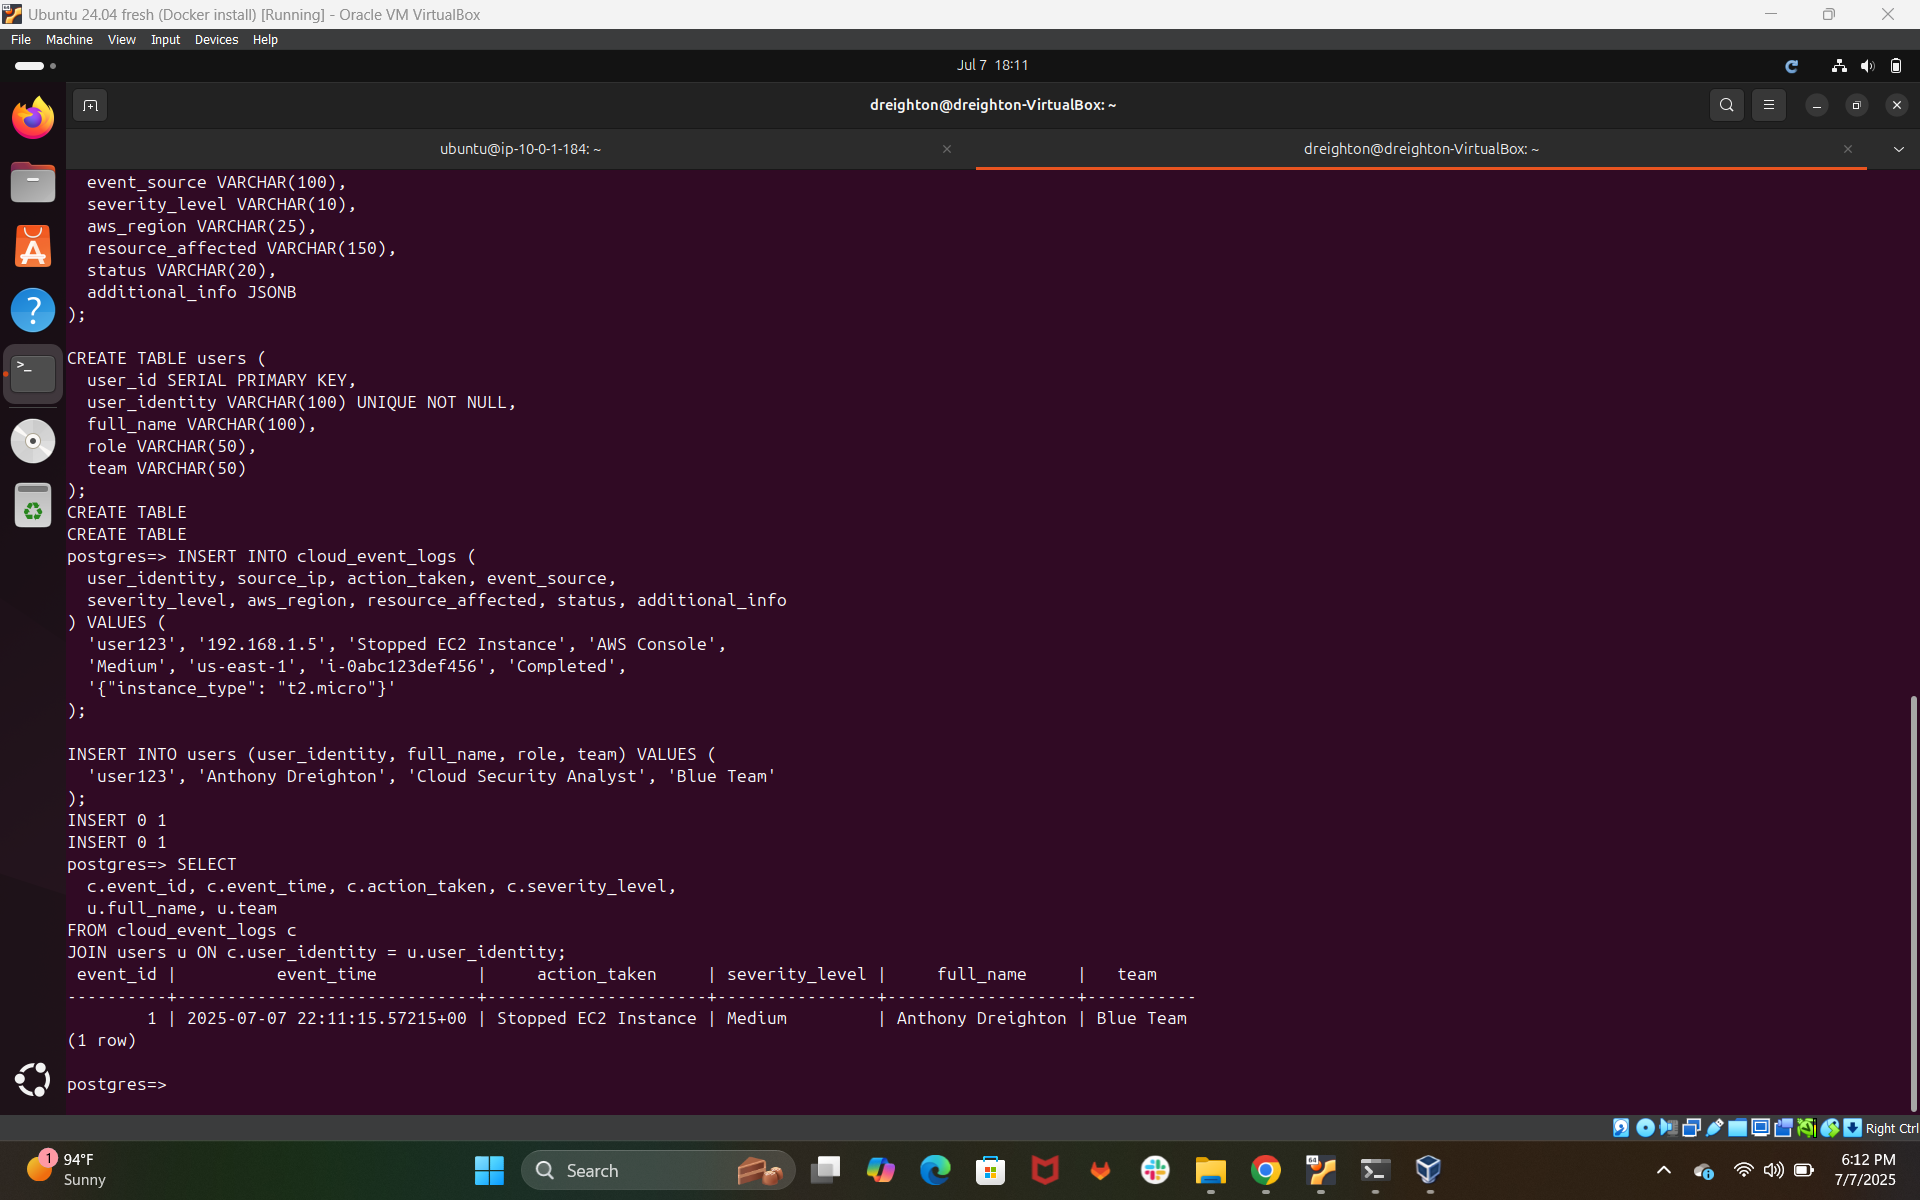 Ubuntu 24.04 fresh (Docker install) [Running] - Oracle VM VirtualBox
File Machine View Input Devices Help
Jul 7 18:11
dreighton@dreighton-VirtualBox: ~
ubuntu@ip-10-0-1-184: ~
dreighton@dreighton-VirtualBox: ~
event_source VARCHAR(100),
severity_level VARCHAR(10),
aws_region VARCHAR(25),
resource_affected VARCHAR(150),
status VARCHAR(20),
additional_info JSONB
);
CREATE TABLE users (
user_id SERIAL PRIMARY KEY,
user_identity VARCHAR(100) UNIQUE NOT NULL,
full_name VARCHAR(100),
role VARCHAR(50),
team VARCHAR(50)
);
CREATE TABLE
CREATE TABLE
postgres=> INSERT INTO cloud_event_logs (
user_identity, source_ip, action_taken, event_source,
severity_level, aws_region, resource_affected, status, additional_info
) VALUES (
'user123', '192.168.1.5', 'Stopped EC2 Instance', 'AWS Console',
'Medium', 'us-east-1', 'i-0abc123def456', 'Completed',
'{"instance_type": "t2.micro"}'
);
INSERT INTO users (user_identity, full_name, role, team) VALUES (
'user123', 'Anthony Dreighton', 'Cloud Security Analyst', 'Blue Team'
);
INSERT 0 1
INSERT 0 1
postgres=> SELECT
c.event_id, c.event_time, c.action_taken, c.severity_level,
u.full_name, u.team
FROM cloud_event_logs c
JOIN users u ON c.user_identity = u.user_identity;
event_id | event_time | action_taken | severity_level | full_name | team
----------+-------------------------------+----------------------+----------------+-------------------+-----------
1 | 2025-07-07 22:11:15.57215+00 | Stopped EC2 Instance | Medium | Anthony Dreighton | Blue Team
(1 row)
postgres=>
Right Ctrl
1
94°F
Sunny
Search
64
6:12 PM
7/7/2025